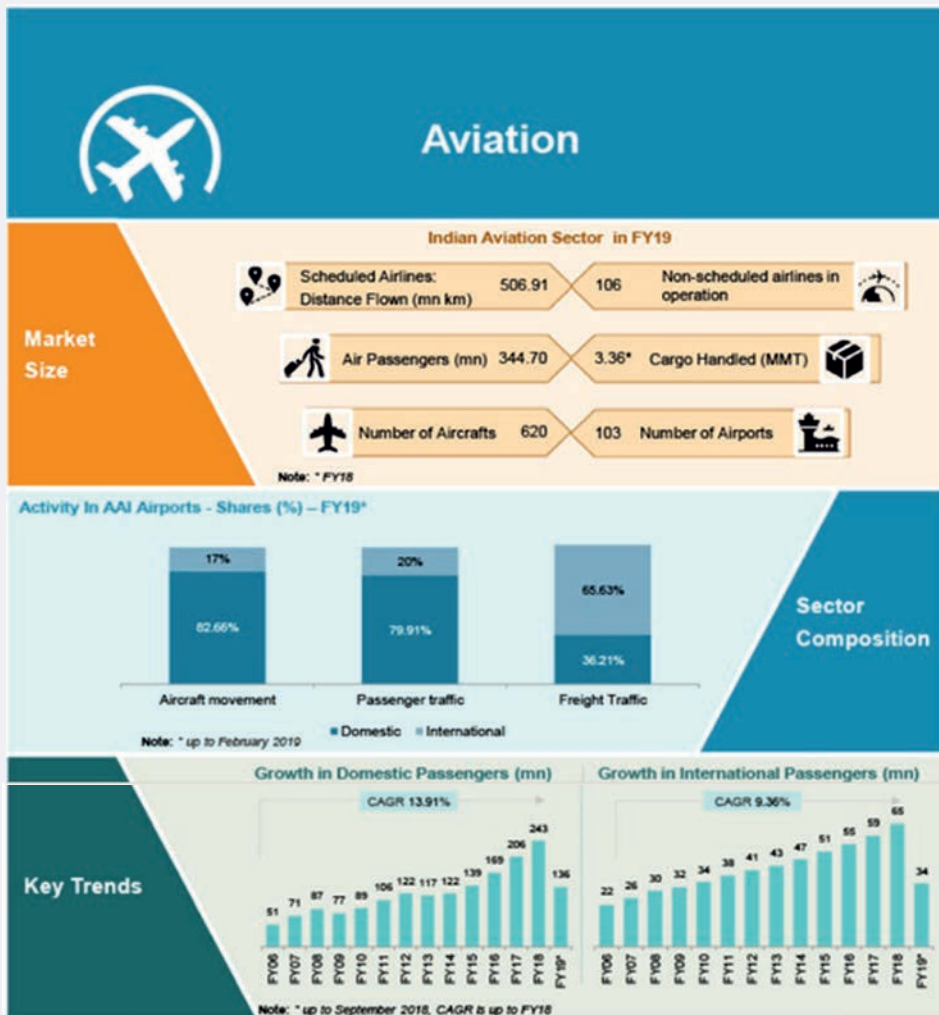 Aviation
Indian Aviation Sector in FY19
Market
Size
Scheduled Airlines:
Distance Flown (mn km)
506.91
106
Non-scheduled airlines in
operation
Air Passengers (mn) 344.70
3.36* Cargo Handled (MMT)
Number of Aircrafts 620
103 Number of Airports
Note: * FY18
Activity In AAI Airports - Shares (%) – FY19*
17%
20%
65.63%
82.66%
79.91%
36.21%
Aircraft movement
Passenger traffic
Freight Traffic
Domestic International
Note: * up to February 2019
Sector
Composition
Key Trends
Growth in Domestic Passengers (mn)
CAGR 13.91%
51 71 87 77 89 106 122 117 122 139 169 206 243 136
FY06 FY07 FY08 FY09 FY10 FY11 FY12 FY13 FY14 FY15 FY16 FY17 FY18 FY19*
Growth in International Passengers (mn)
CAGR 9.36%
22 26 30 32 34 38 41 43 47 51 55 59 65 34
FY06 FY07 FY08 FY09 FY10 FY11 FY12 FY13 FY14 FY15 FY16 FY17 FY18 FY19*
Note: * up to September 2018, CAGR is up to FY18